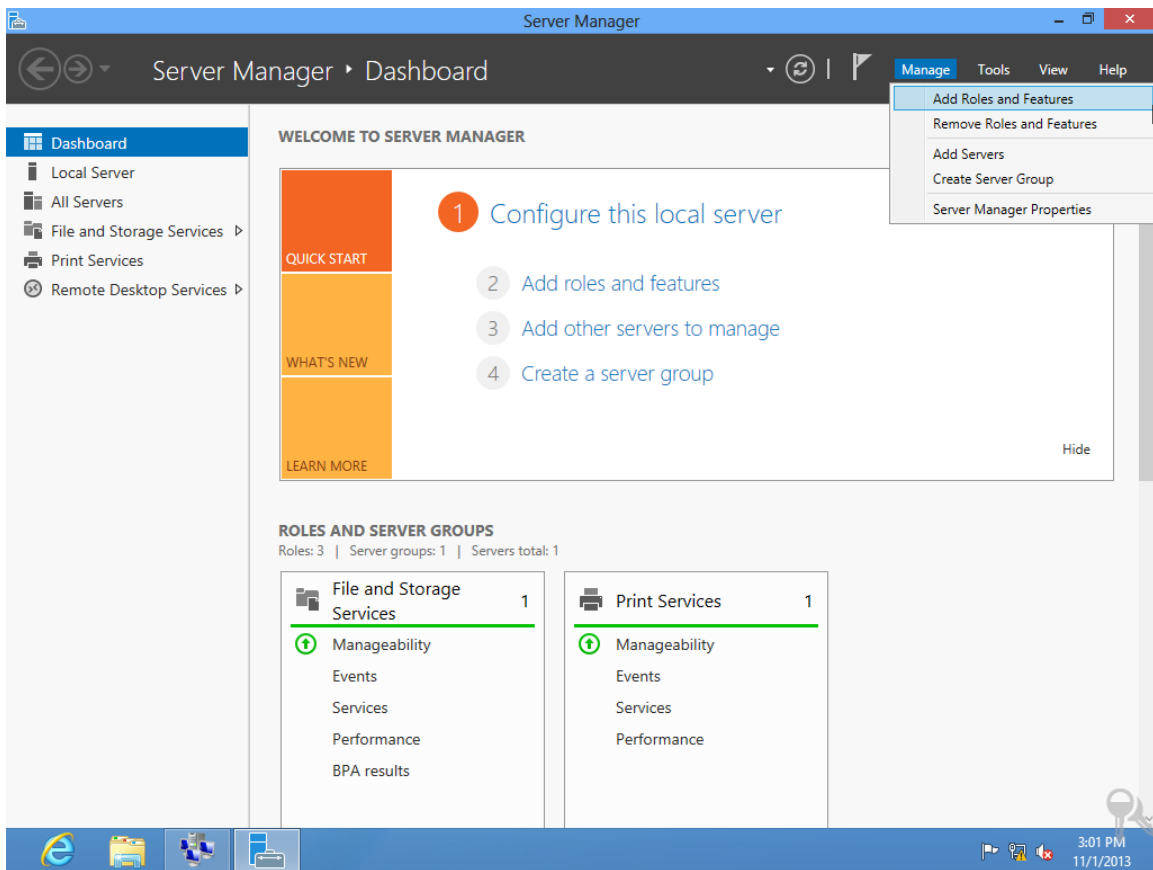 Server Manager
Server Manager ‣ Dashboard
Manage Tools View Help
Add Roles and Features
Remove Roles and Features
Add Servers
Create Server Group
Server Manager Properties
Dashboard
Local Server
All Servers
File and Storage Services
Print Services
Remote Desktop Services
WELCOME TO SERVER MANAGER
QUICK START
WHAT'S NEW
LEARN MORE
1 Configure this local server
2 Add roles and features
3 Add other servers to manage
4 Create a server group
Hide
ROLES AND SERVER GROUPS
Roles: 3 | Server groups: 1 | Servers total: 1
File and Storage
Services 1
Manageability
Events
Services
Performance
BPA results
Print Services 1
Manageability
Events
Services
Performance
3:01 PM
11/1/2013